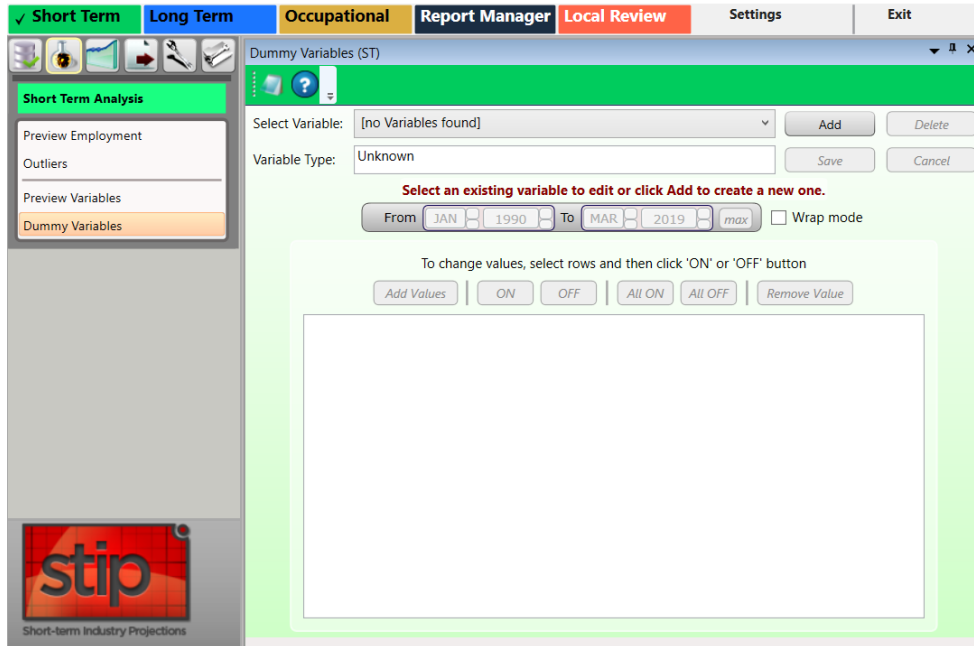 ✓ Short Term Long Term Occupational Report Manager Local Review Settings Exit
Dummy Variables (ST)
Short Term Analysis
Preview Employment
Outliers
Preview Variables
Dummy Variables
Select Variable: [no Variables found] Add Delete
Variable Type: Unknown Save Cancel
Select an existing variable to edit or click Add to create a new one.
From JAN 1990 To MAR 2019 max Wrap mode
To change values, select rows and then click 'ON' or 'OFF' button
Add Values ON OFF All ON All OFF Remove Value
stip
Short-term Industry Projections